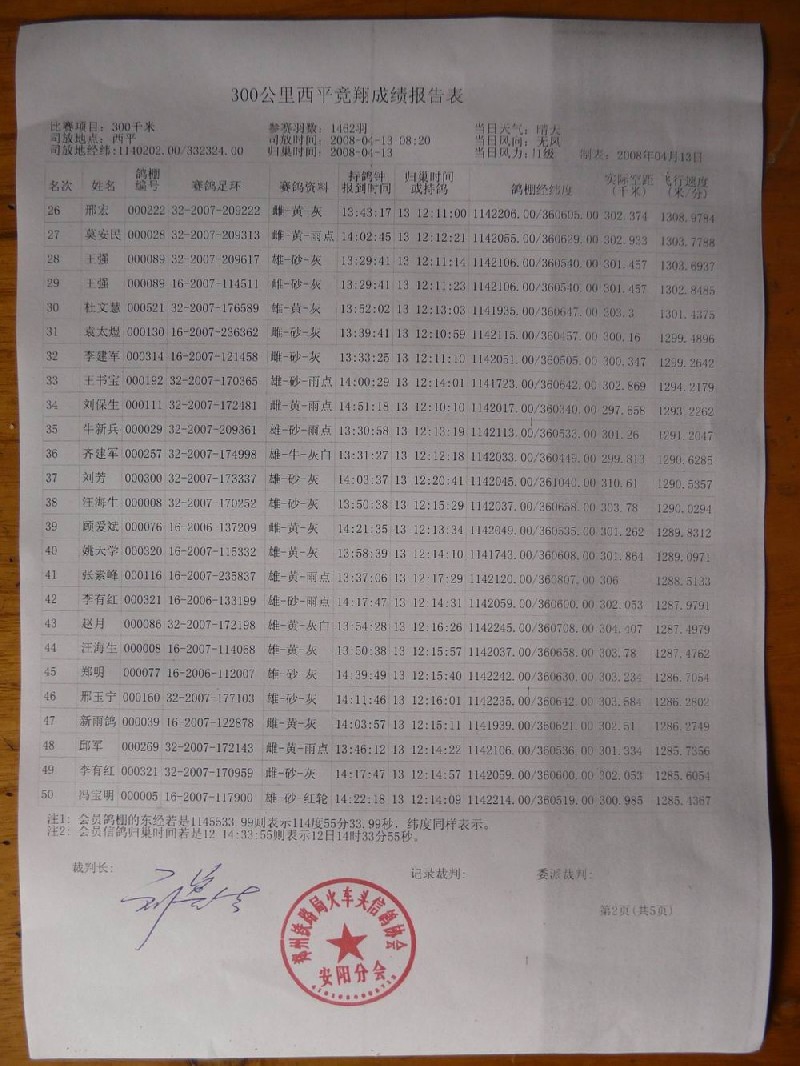 300公里西平竞翔成绩报告表
比赛项目: 300千米 参赛羽数: 1462羽 当日天气: 晴天
司放地点: 西平 司放时间: 2008-04-13 08:20 当日风向: 无风
司放地经纬:1140202.00/332324.00 归巢时间: 2008-04-13 当日风力: 制表: 2008年04月13日
名次 姓名 鸽棚编号 赛鸽足环 赛鸽资料 持鸽钟报到时间 归巢时间或持鸽 鸽棚经纬度 实际空距(千米) 飞行速度(米/分)
26 邢宏 000222 32-2007-209222 雌-黄 灰 13:43:17 13 12:11:00 1142206.00/360605.00 302.374 1308.9784
27 莫安民 000028 32-2007-209313 雌-黄-雨点 14:02:45 13 12:12:21 1142055.00/360629.00 302.933 1303.7788
28 王强 000089 32-2007-209617 雄-砂-灰 13:29:41 13 12:11:14 1142106.00/360540.00 301.457 1303.6937
29 王强 000089 16-2007-114511 雌-砂-灰 13:29:41 13 12:11:23 1142106.00/360540.00 301.457 1302.8485
30 杜文慧 000521 32-2007-176589 雄-黄-灰 13:52:02 13 12:13:03 1141935.00/360647.00 303.3 1301.4375
31 袁太煜 000130 16-2007-236362 雄-砂-灰 13:39:41 13 12:10:59 1142115.00/360457.00 300.16 1299.4896
32 李建军 000314 16-2007-121458 雌-砂-灰 13:33:25 13 12:11:10 1142051.00/360505.00 300.347 1299.2642
33 王书宝 000192 32-2007-170365 雄-砂-雨点 14:00:29 13 12:14:01 1141723.00/360642.00 302.869 1294.2179
34 刘保生 000111 32-2007-172481 雌-黄-雨点 14:51:18 13 12:10:10 1142017.00/360340.00 297.658 1293.2262
35 牛新兵 000029 32-2007-209361 雄-砂-雨点 13:30:58 13 12:13:19 1142113.00/360533.00 301.26 1291.2047
36 齐建军 000257 32-2007-174998 雄-牛-灰白 13:31:27 13 12:12:18 1142033.00/360449.00 299.813 1290.6285
37 刘芳 000300 32-2007-173337 雄-砂 灰 14:03:37 13 12:20:41 1142045.00/361040.00 310.61 1290.5357
38 汪海牛 000008 32-2007-170252 雄-砂 灰 13:50:38 13 12:15:29 1142037.00/360658.00 303.78 1290.0294
39 顾爱斌 000076 16-2006-137209 雌-黄-灰 14:21:35 13 12:13:34 1142049.00/360535.00 301.262 1289.8312
40 姚天学 000320 16-2007-115332 雌-黄-灰 13:58:39 13 12:14:10 1141743.00/360608.00 301.864 1289.0971
41 张素峰 000116 16-2007-235837 雄-黄-雨点 13:37:06 13 12:17:29 1142120.00/360807.00 306 1288.5133
42 李有红 000321 16-2006-133199 雄-砂-雨点 14:17:47 13 12:14:31 1142059.00/360600.00 302.053 1287.9791
43 赵月 000086 32-2007-172198 雄-黄-灰白 13:54:28 13 12:16:26 1142245.00/360708.00 304.407 1287.4979
44 汪海生 000008 16-2007-114058 雄-黄-灰 13:50:38 13 12:15:57 1142037.00/360658.00 303.78 1287.4762
45 郑明 000077 16-2006-112007 雄-砂 灰 14:39:49 13 12:15:40 1142242.00/360630.00 303.234 1286.7054
46 邢玉宁 000160 32-2007-177103 雄-砂-灰 14:11:46 13 12:16:01 1142235.00/360642.00 303.584 1286.2802
47 新雨鸽 000039 16-2007-122878 雌-黄-灰 14:03:57 13 12:15:11 1141939.00/360621.00 302.51 1286.2749
48 邱军 000269 32-2007-172143 雌-黄-雨点 13:46:12 13 12:14:22 1142106.00/360536.00 301.334 1285.7356
49 李有红 000321 32-2007-170959 雌-砂-灰 14:17:47 13 12:14:57 1142059.00/360600.00 302.053 1285.6054
50 冯宝明 000005 16-2007-117900 雄-砂-红轮 14:22:18 13 12:14:09 1142214.00/360519.00 300.985 1285.4367
注1: 会员鸽棚的东经若是1145533.99则表示114度55分33.99秒, 纬度同样表示。
注2: 会员信鸽归巢时间若是12 14:33:55则表示12日14时33分55秒。
裁判长: 记录裁判: 委派裁判:
郑州铁路局火车头信鸽协会
安阳分会
第2页(共5页)